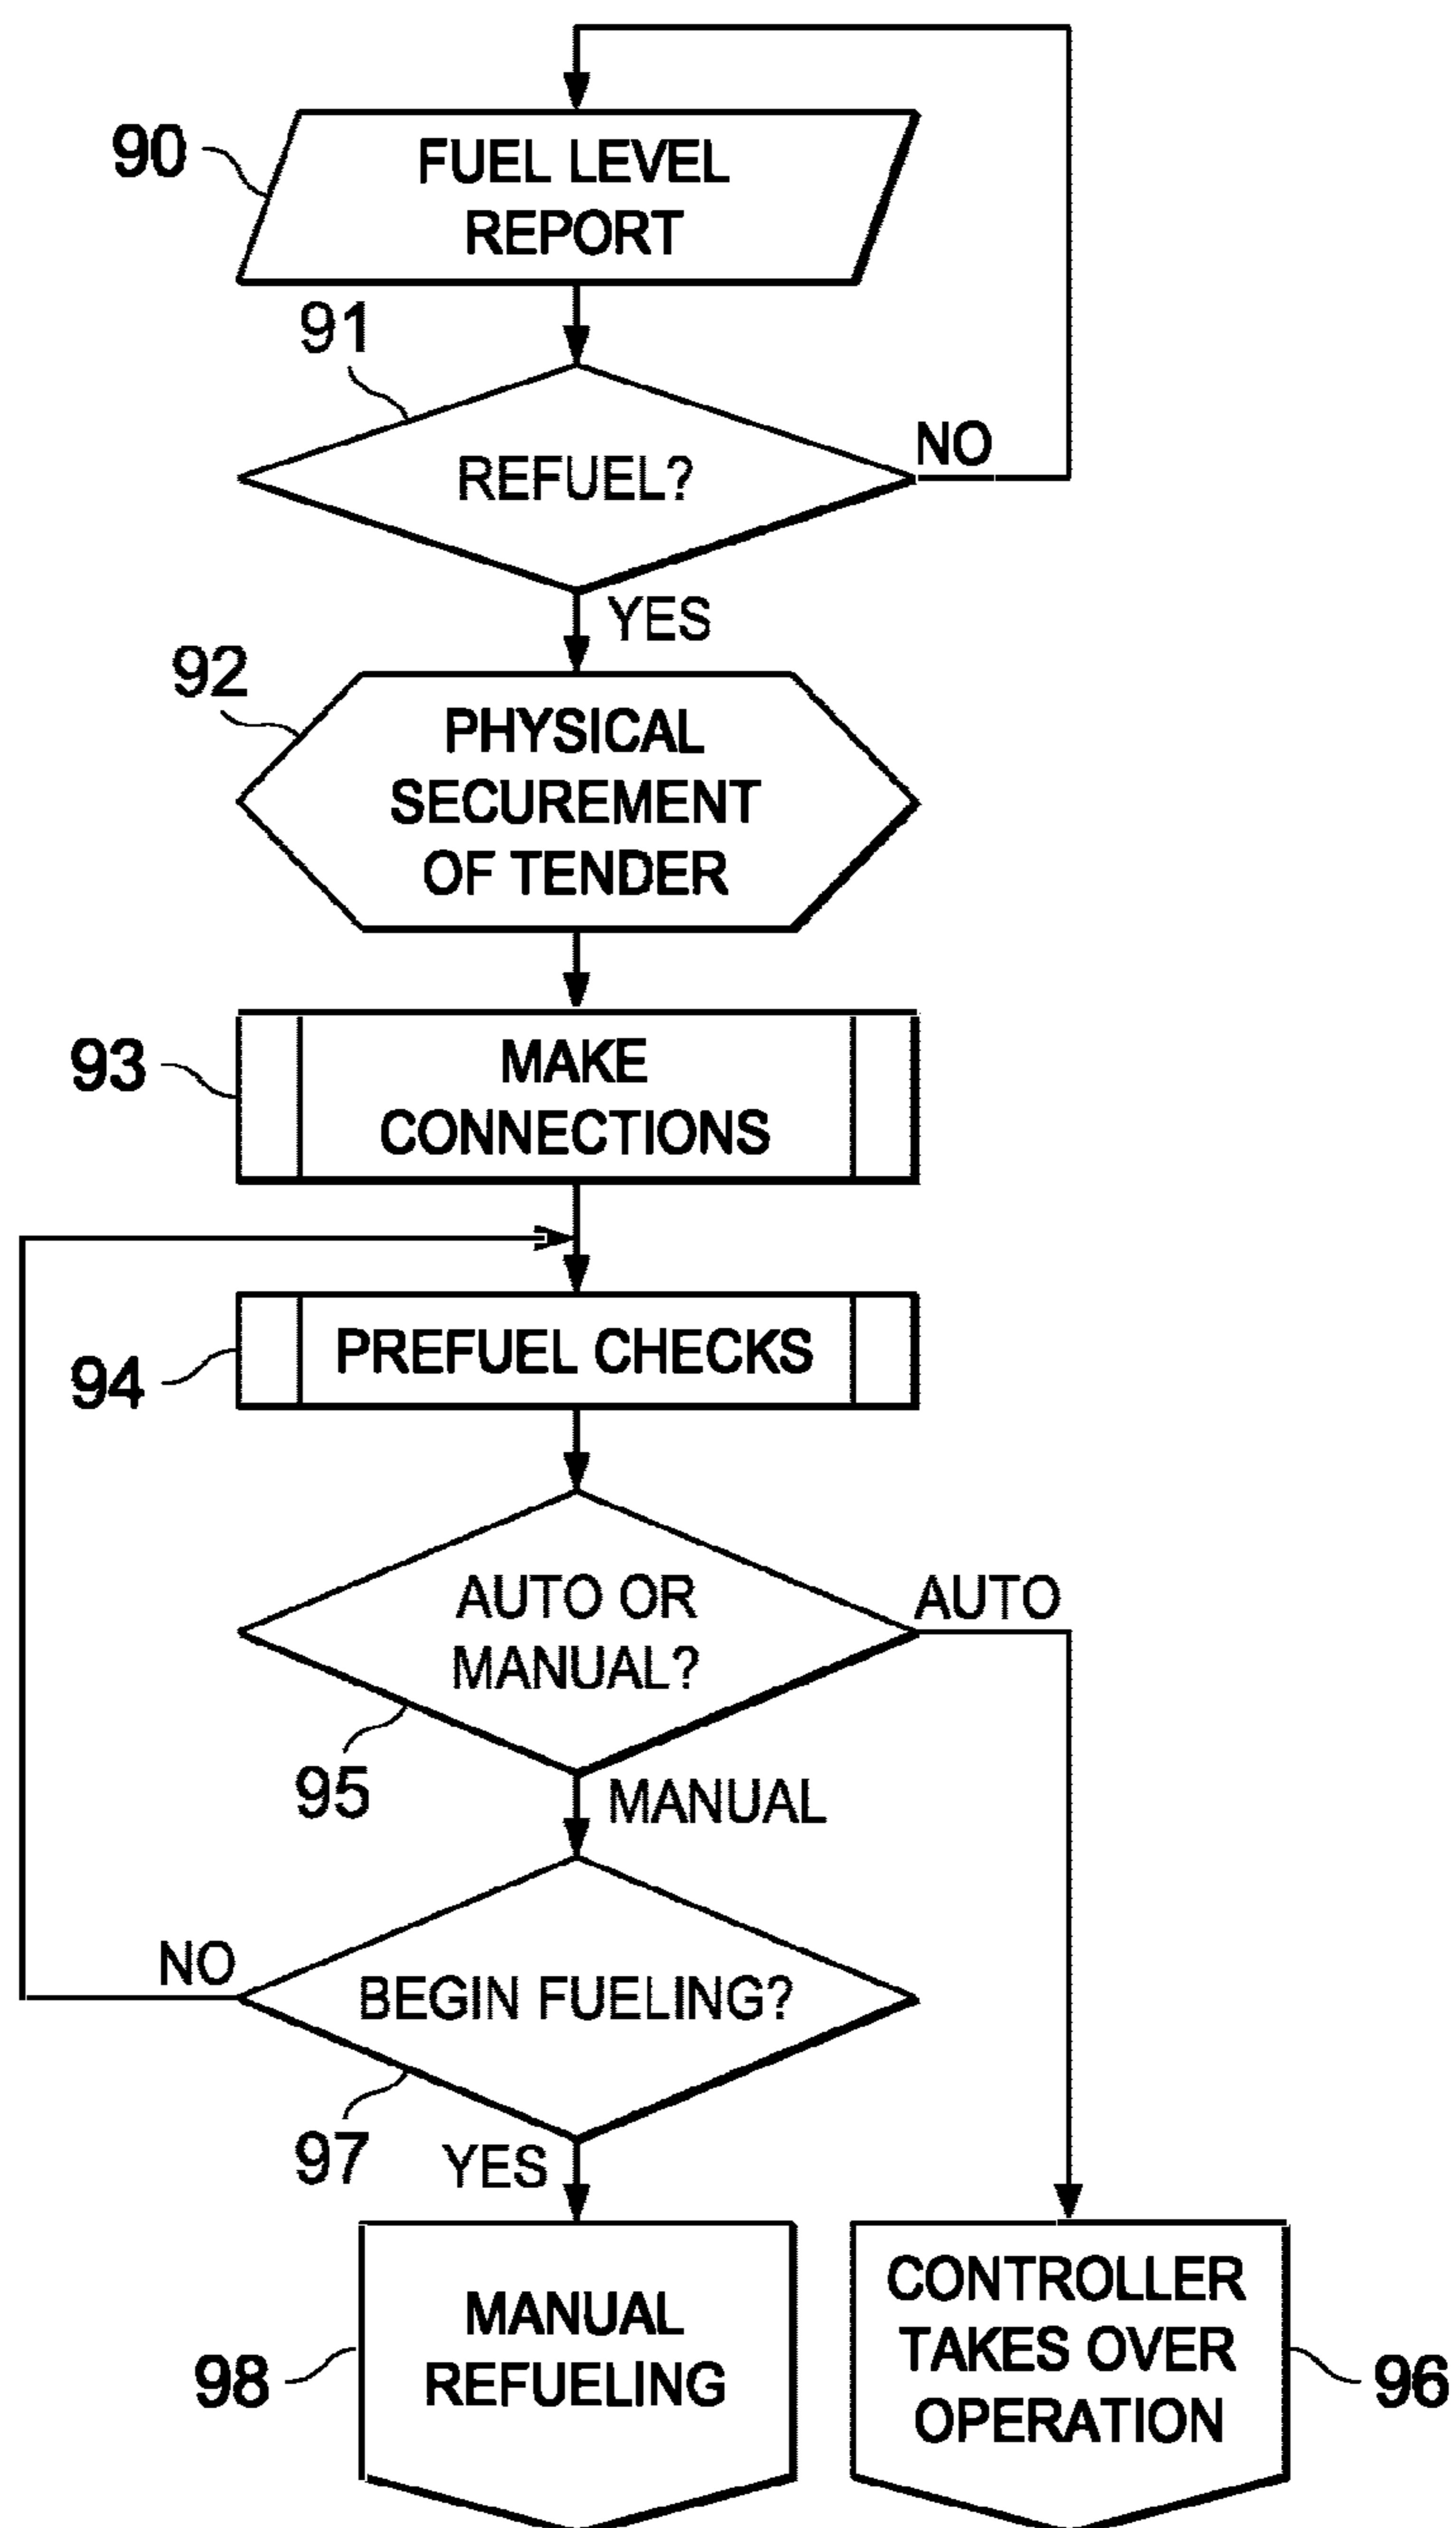 90
FUEL LEVEL
REPORT
91
REFUEL?
NO
YES
92
PHYSICAL
SECUREMENT
OF TENDER
93
MAKE
CONNECTIONS
94
PREFUEL CHECKS
AUTO OR
MANUAL?
AUTO
95
MANUAL
NO
BEGIN FUELING?
97
YES
98
MANUAL
REFUELING
CONTROLLER
TAKES OVER
OPERATION
96